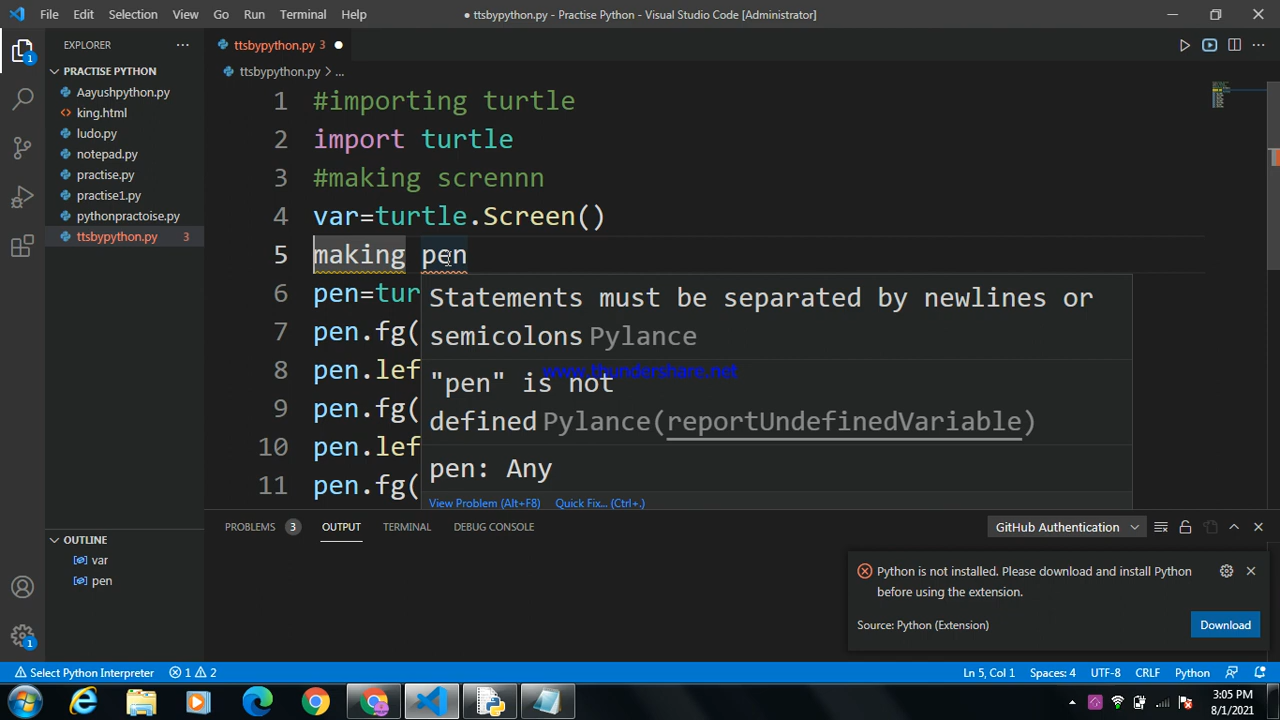 File Edit Selection View Go Run Terminal Help
● ttsbypython.py - Practise Python - Visual Studio Code [Administrator]
EXPLORER
ttsbypython.py 3
PRACTISE PYTHON
ttsbypython.py > ...
Aayushpython.py
king.html
ludo.py
notepad.py
practise.py
practise1.py
pythonpractoise.py
ttsbypython.py 3
1 #importing turtle
2 import turtle
3 #making scrennn
4 var=turtle.Screen()
5 making pen
6 pen=tur
7 pen.fg(
8 pen.lef
9 pen.fg(
10 pen.lef
11 pen.fg(
Statements must be separated by newlines or
semicolons Pylance
www.thundershare.net
"pen" is not
defined Pylance(reportUndefinedVariable)
pen: Any
View Problem (Alt+F8) Quick Fix... (Ctrl+.)
OUTLINE
var
pen
PROBLEMS 3 OUTPUT TERMINAL DEBUG CONSOLE
GitHub Authentication
Python is not installed. Please download and install Python
before using the extension.
Source: Python (Extension)
Download
1
1
Select Python Interpreter 1 2
Ln 5, Col 1 Spaces: 4 UTF-8 CRLF Python
3:05 PM
8/1/2021